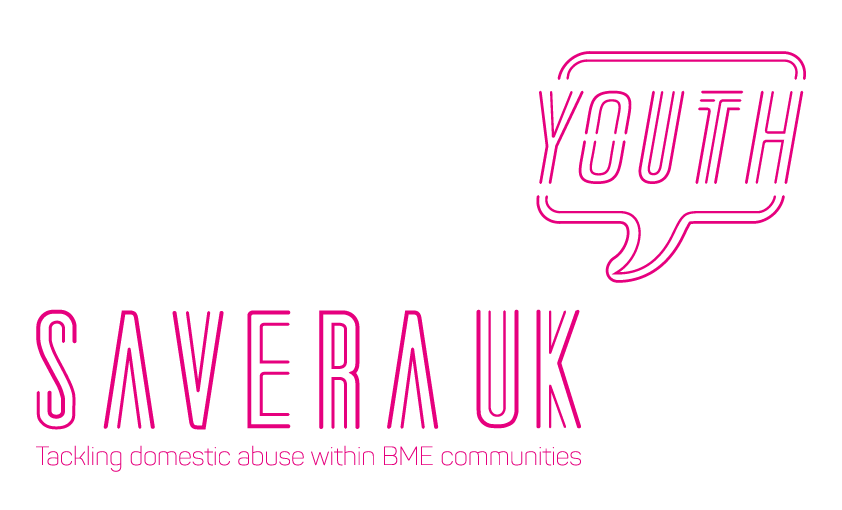 YOUTH
SAVERA UK
Tackling domestic abuse within BME communities